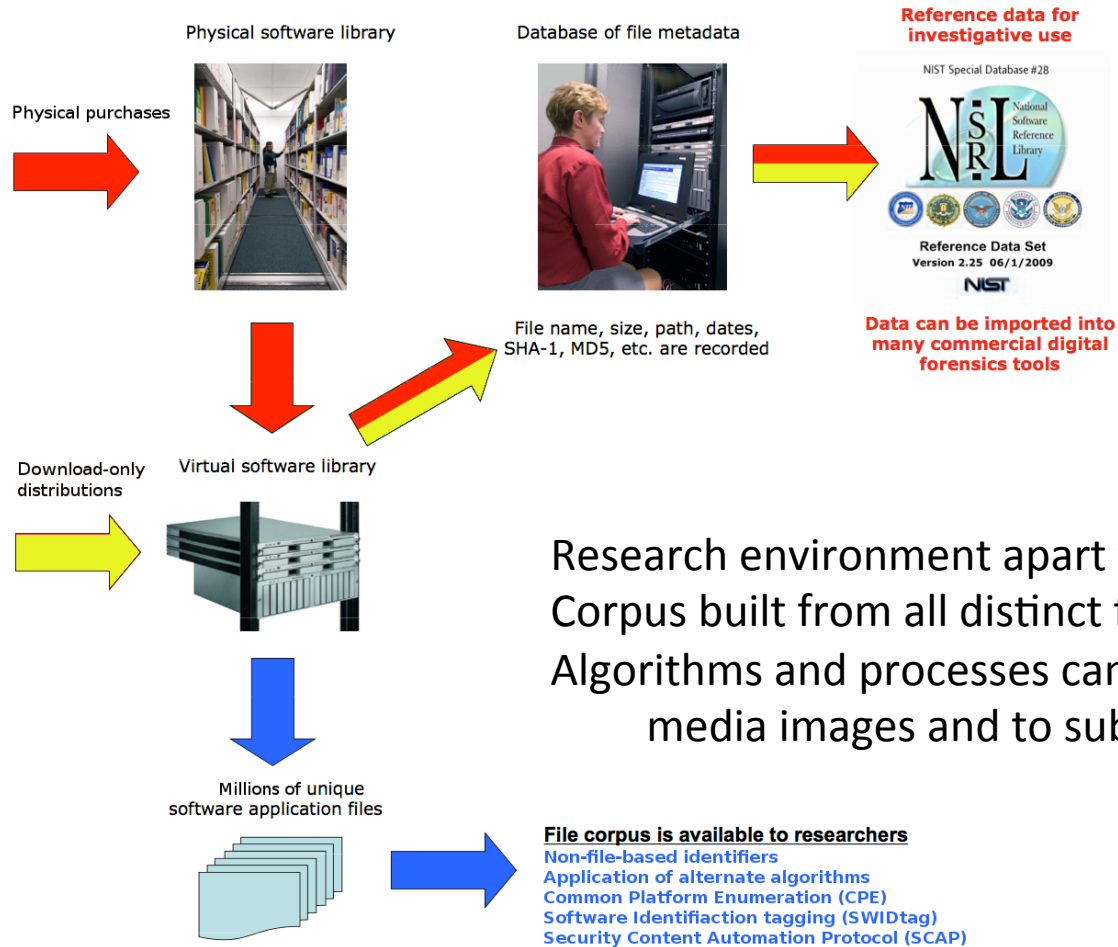 Physical software library
Database of file metadata
Reference data for
investigative use
Physical purchases
NIST Special Database #28
NSRL
National
Software
Reference
Library
Reference Data Set
Version 2.25 06/1/2009
NIST
File name, size, path, dates,
SHA-1, MD5, etc. are recorded
Data can be imported into
many commercial digital
forensics tools
Download-only
distributions
Virtual software library
Research environment apart
Corpus built from all distinct
Algorithms and processes can
media images and to sub
Millions of unique
software application files
File corpus is available to researchers
Non-file-based identifiers
Application of alternate algorithms
Common Platform Enumeration (CPE)
Software Identifiaction tagging (SWIDtag)
Security Content Automation Protocol (SCAP)